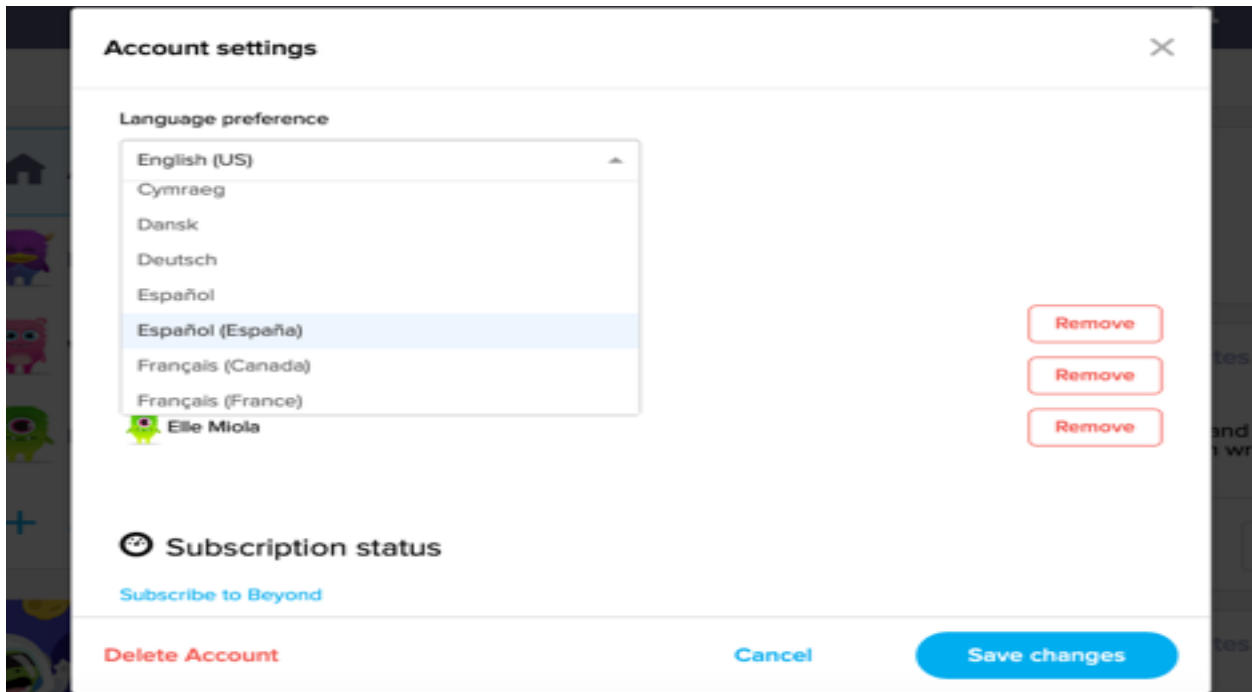 Account settings
Language preference
English (US)
Cymraeg
Dansk
Deutsch
Español
Español (España)
Français (Canada)
Français (France)
Remove
Remove
Elle Miola
Remove
Subscription status
Subscribe to Beyond
Delete Account
Cancel
Save changes
and